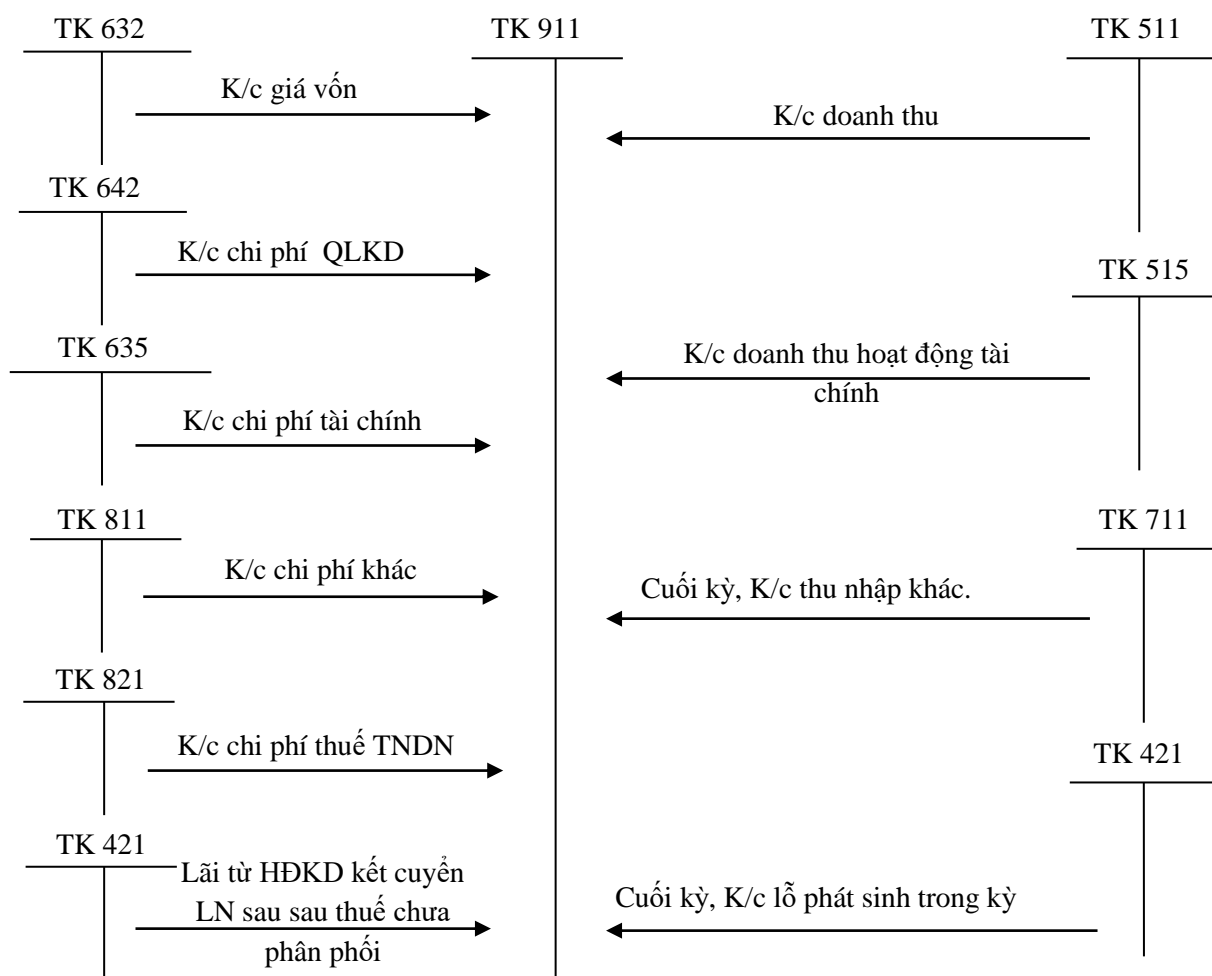 TK 632
TK 911
TK 511
K/c giá vốn
K/c doanh thu
TK 642
K/c chi phí QLKD
TK 515
TK 635
K/c doanh thu hoạt động tài
chính
K/c chi phí tài chính
TK 811
TK 711
K/c chi phí khác
Cuối kỳ, K/c thu nhập khác.
TK 821
K/c chi phí thuế TNDN
TK 421
TK 421
Lãi từ HĐKD kết cuyển
LN sau sau thuế chưa
phân phối
Cuối kỳ, K/c lỗ phát sinh trong kỳ